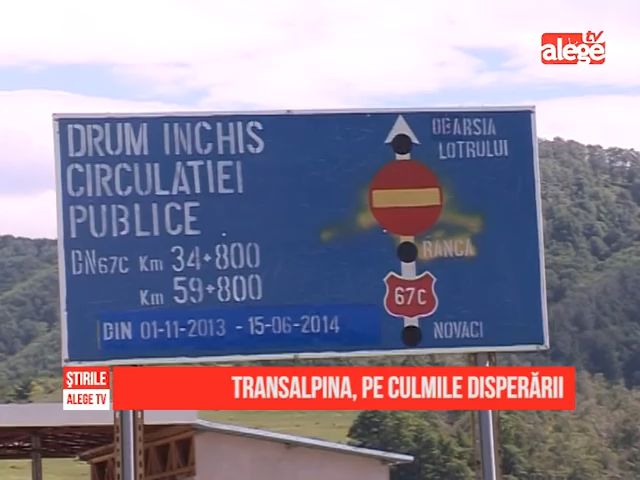 alege tv
DRUM INCHIS
CIRCULATIEI
PUBLICE
DN67C Km 34+800
Km 59+800
DIN 01-11-2013 - 15-06-2014
OBARSIA
LOTRULUI
RANCA
67C
NOVACI
ȘTIRILE
ALEGE TV
TRANSALPINA, PE CULMILE DISPERĂRII